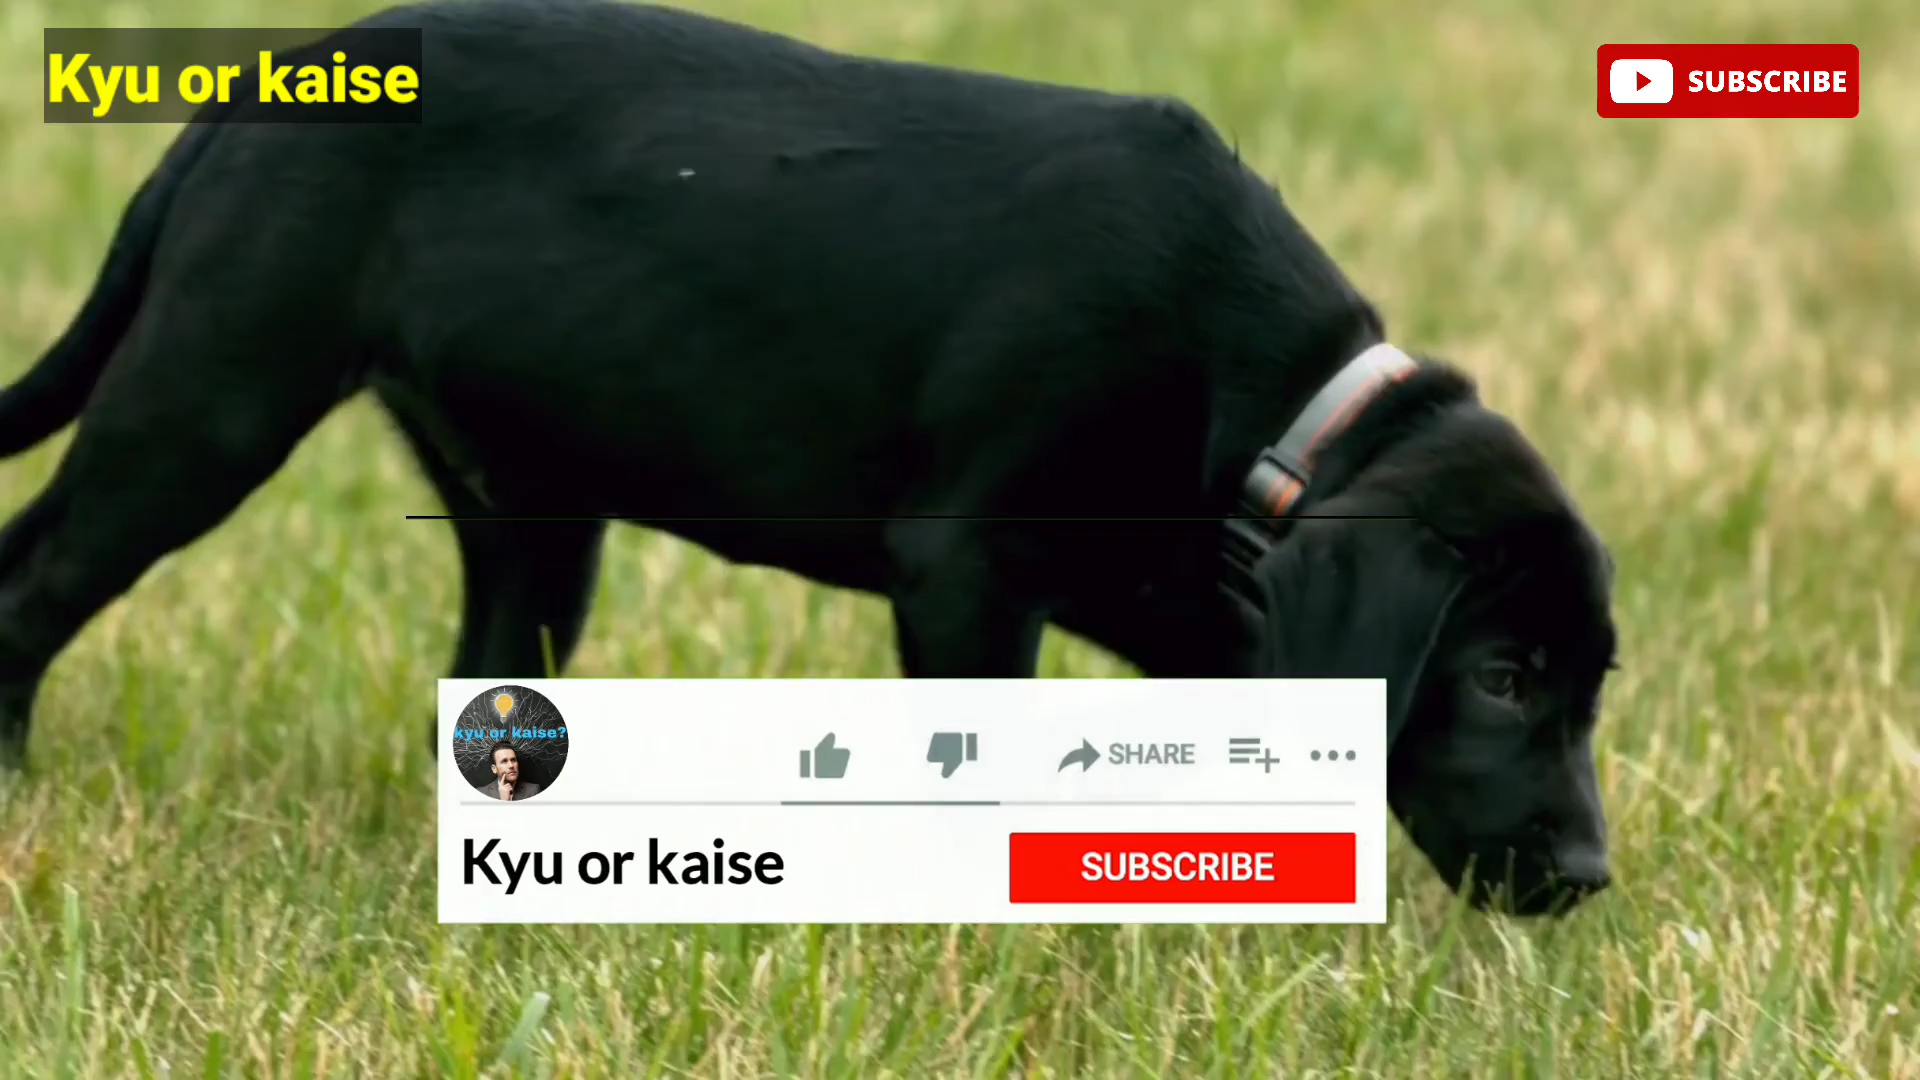 Kyu or kaise
SUBSCRIBE
kyu or kaise?
SHARE
Kyu or kaise
SUBSCRIBE